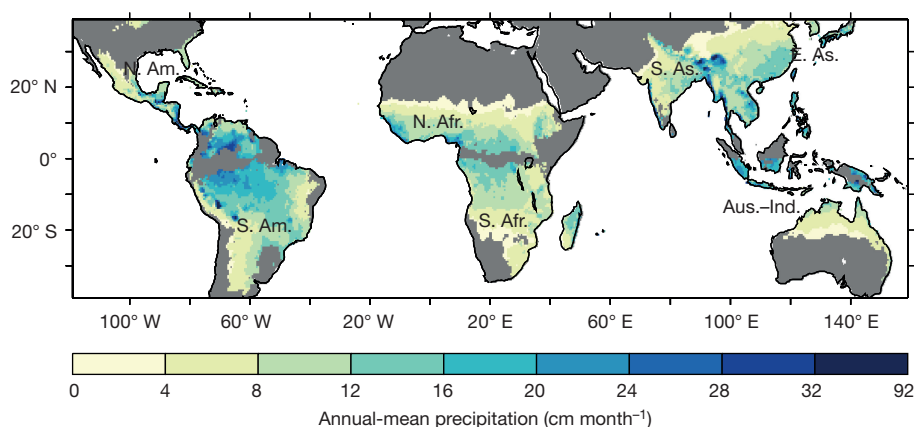 N. Am.
S. As.
E. As.
20° N
N. Afr.
0°
Aus.–Ind.
S. Afr.
S. Am.
20° S
100° W 60° W 20° W 20° E 60° E 100° E 140° E
0 4 8 12 16 20 24 28 32 92
Annual-mean precipitation (cm month⁻¹)